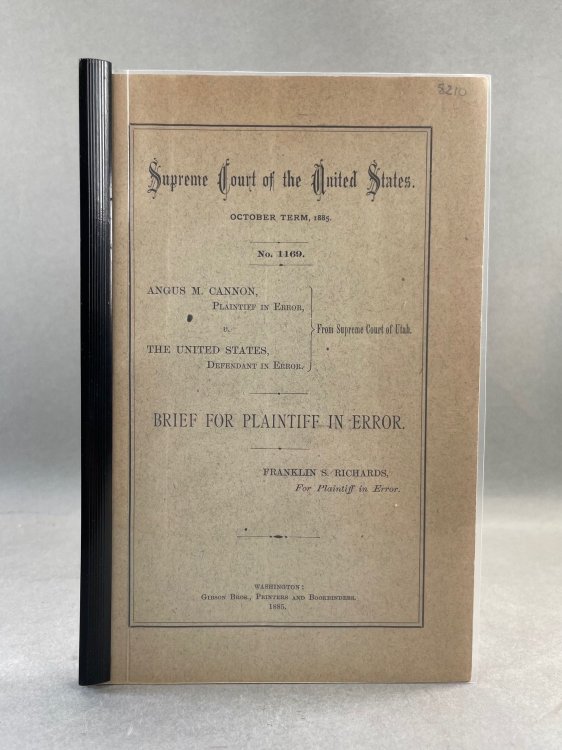 8210
Supreme Court of the United States.
OCTOBER TERM, 1885.
No. 1169.
ANGUS M. CANNON,
PLAINTIFF IN ERROR,
v.
THE UNITED STATES,
DEFENDANT IN ERROR.
From Supreme Court of Utah.
BRIEF FOR PLAINTIFF IN ERROR.
FRANKLIN S. RICHARDS,
For Plaintiff in Error.
WASHINGTON:
GIBSON BROS., PRINTERS AND BOOKBINDERS.
1885.